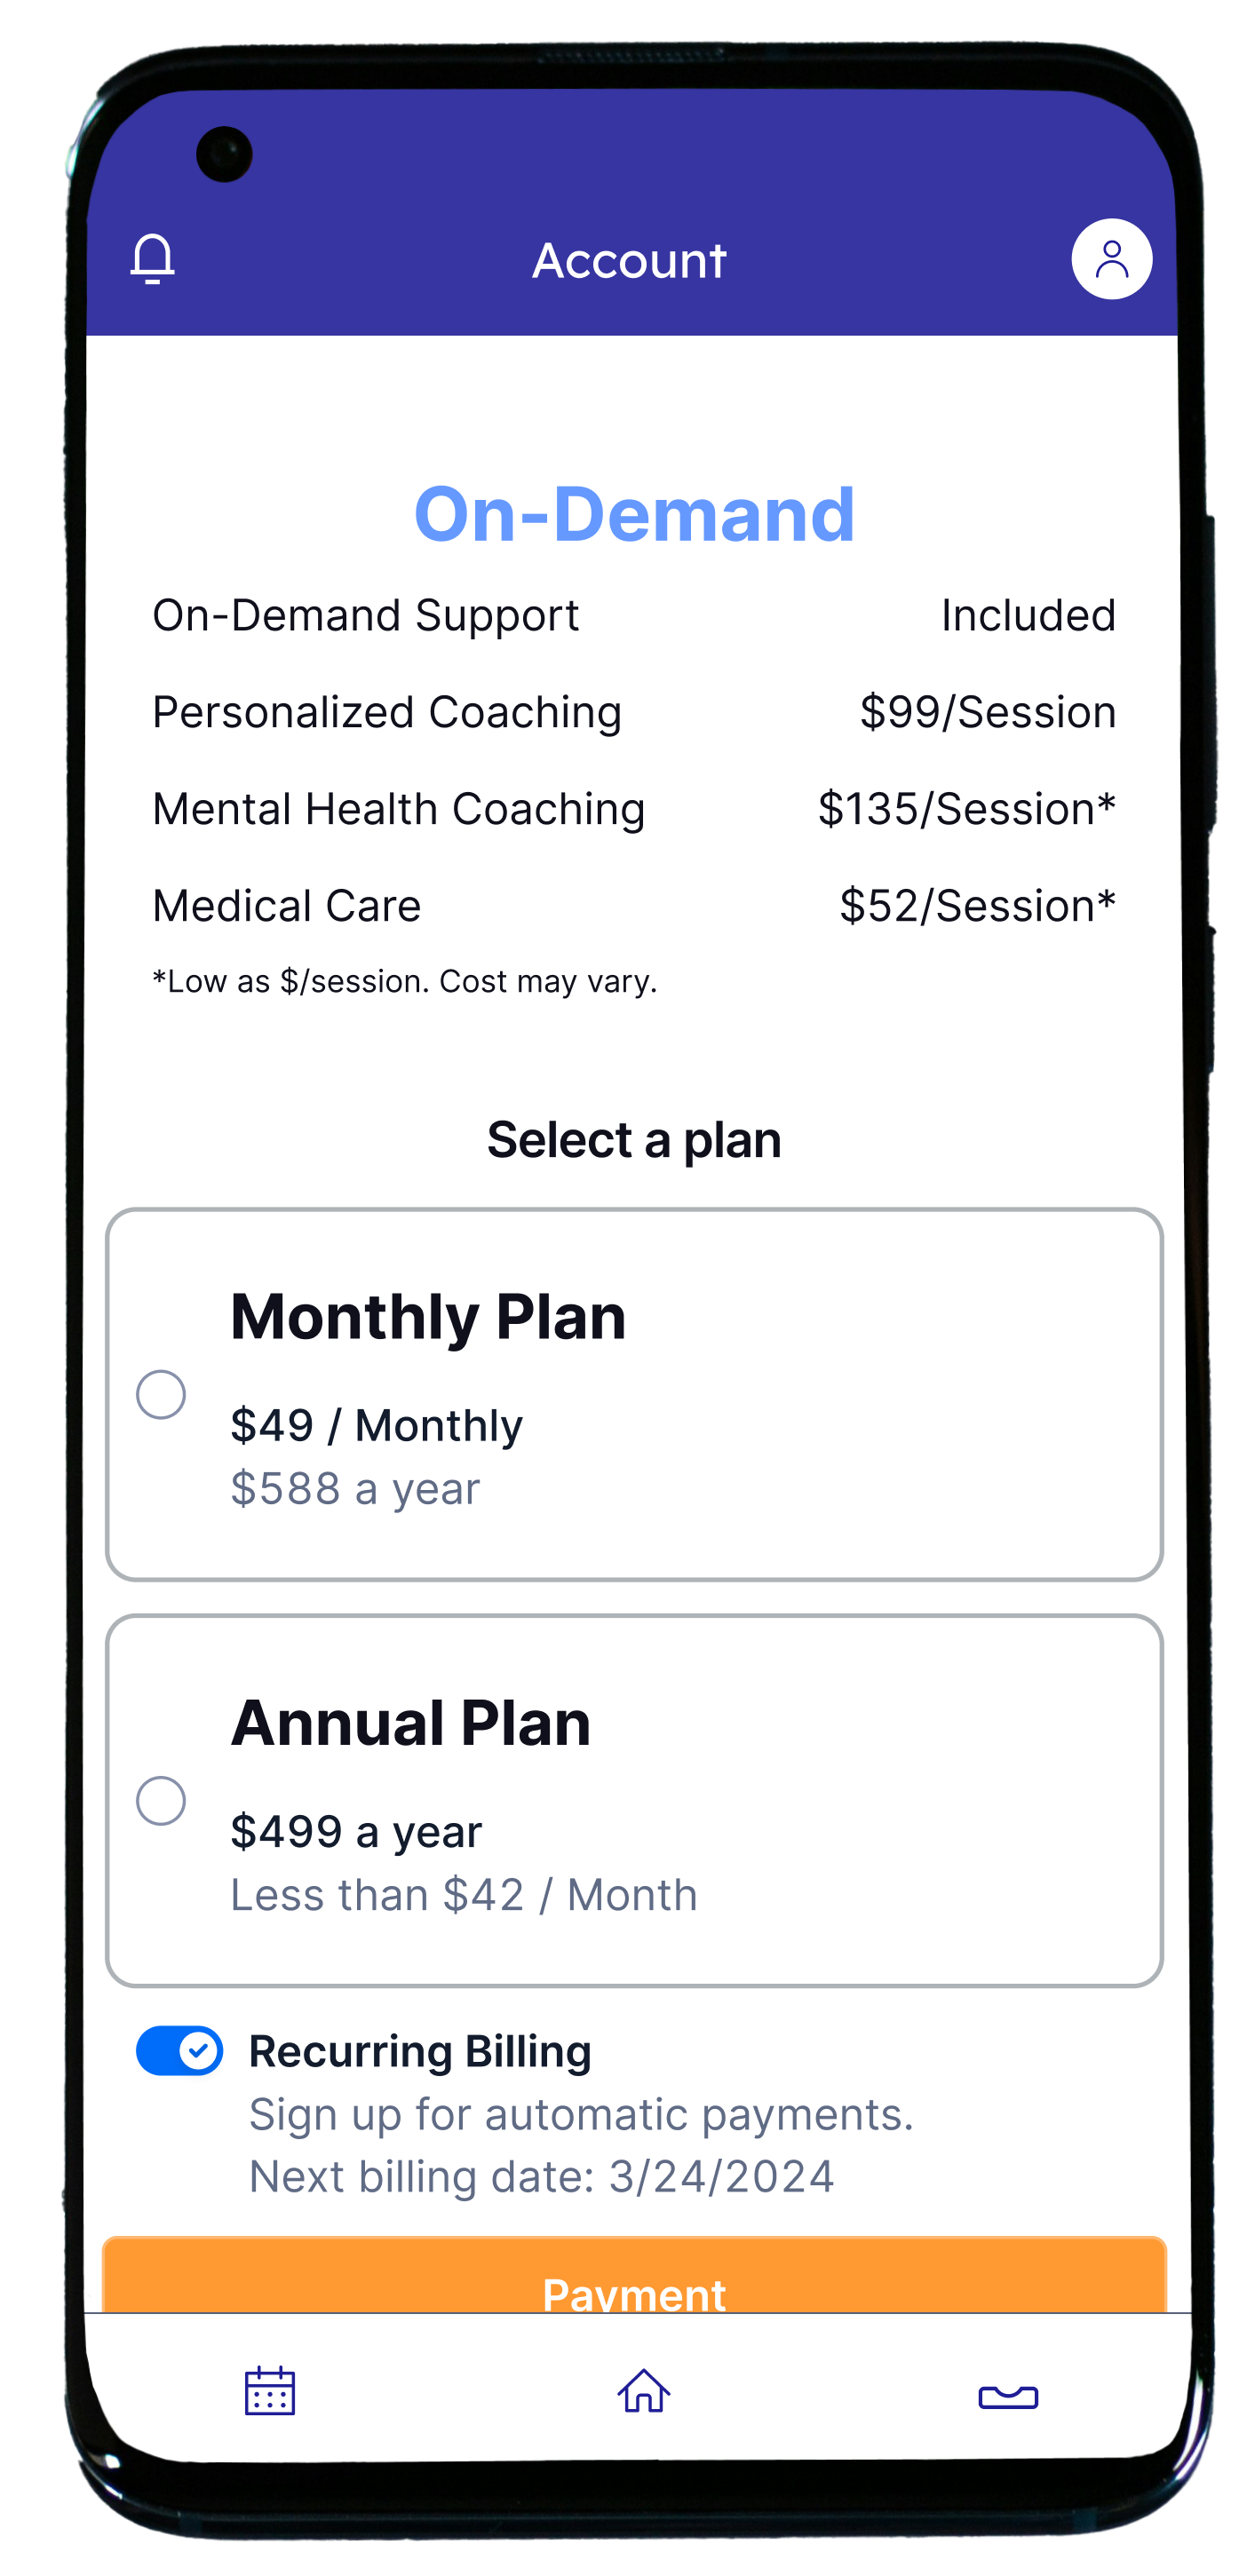 Account
On-Demand
On-Demand Support Included
Personalized Coaching $99/Session
Mental Health Coaching $135/Session*
Medical Care $52/Session*
*Low as $/session. Cost may vary.
Select a plan
Monthly Plan
$49 / Monthly
$588 a year
Annual Plan
$499 a year
Less than $42 / Month
Recurring Billing
Sign up for automatic payments.
Next billing date: 3/24/2024
Payment